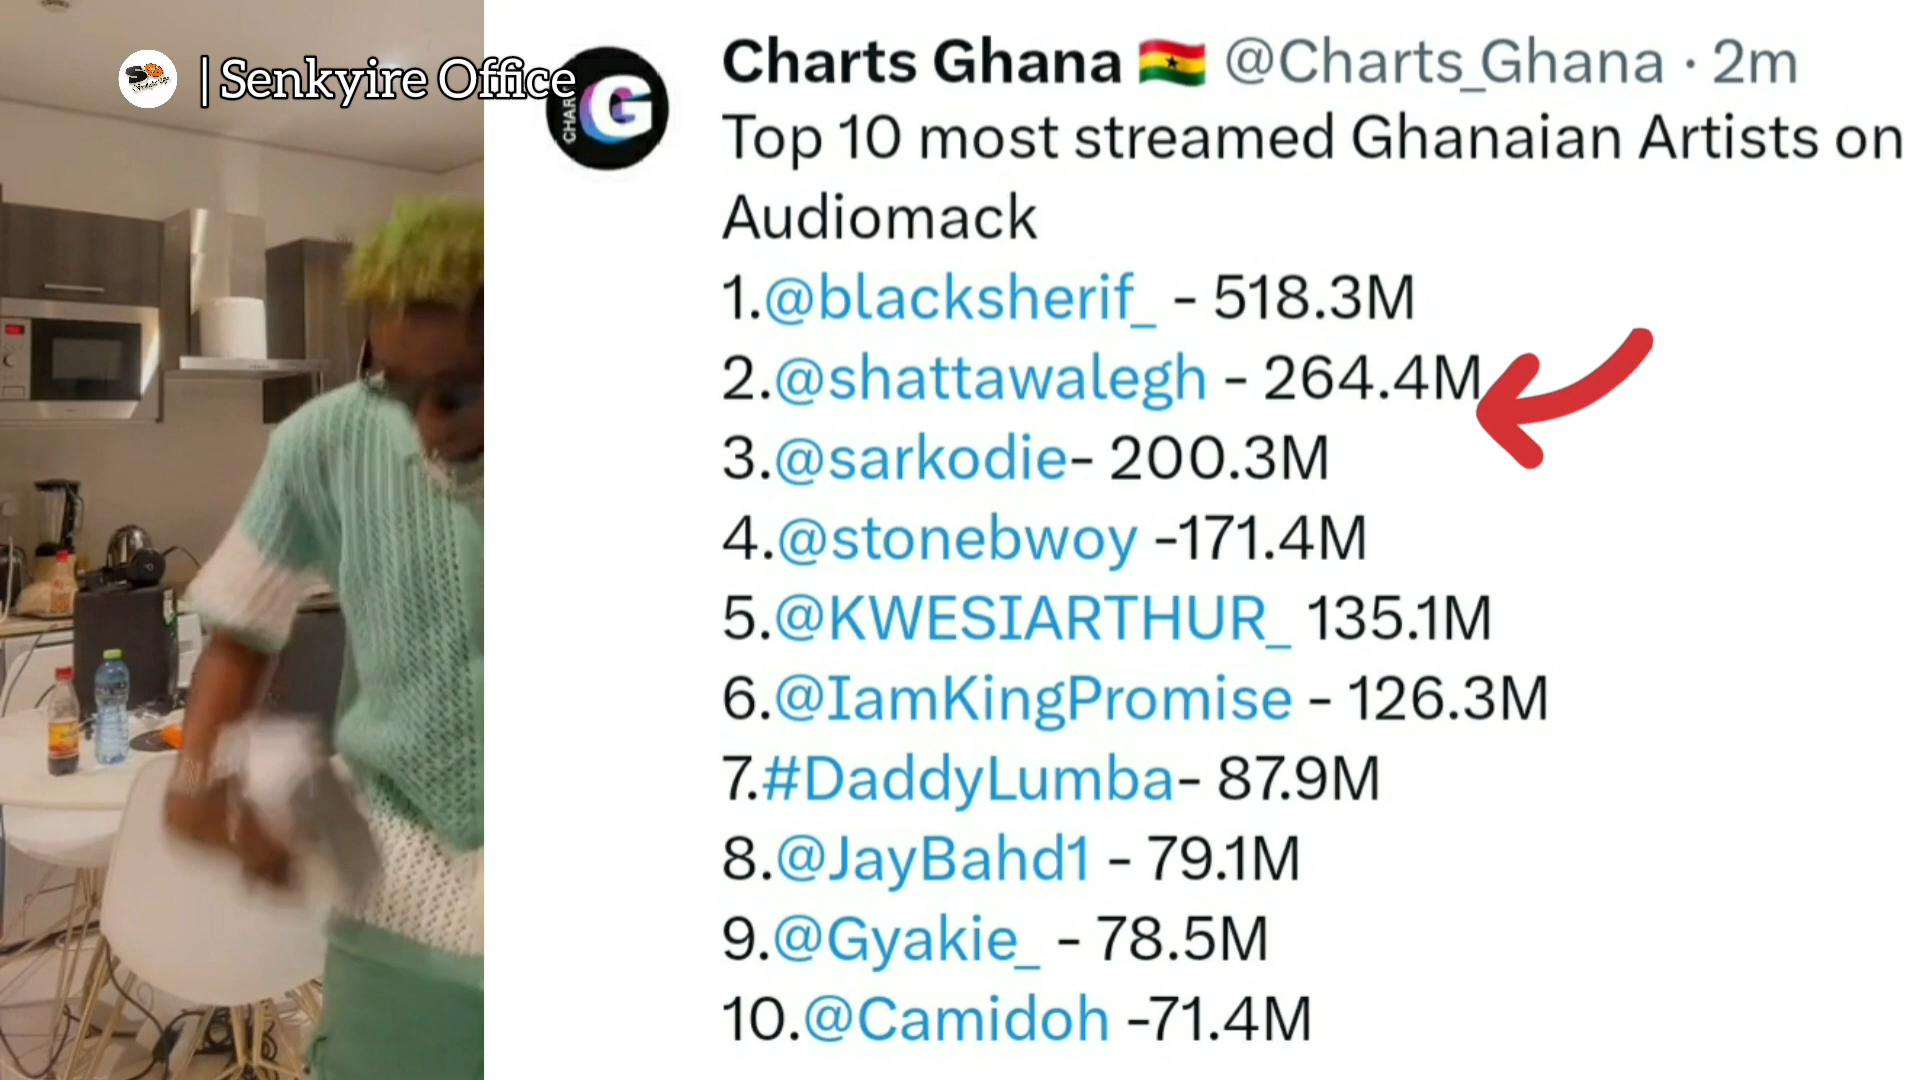 | Senkyire Office
Charts Ghana 🇬🇭 @Charts_Ghana · 2m
Top 10 most streamed Ghanaian Artists on
Audiomack
1.@blacksherif_ - 518.3M
2.@shattawalegh - 264.4M
3.@sarkodie- 200.3M
4.@stonebwoy -171.4M
5.@KWESIARTHUR_ 135.1M
6.@IamKingPromise - 126.3M
7.#DaddyLumba- 87.9M
8.@JayBahd1 - 79.1M
9.@Gyakie_ - 78.5M
10.@Camidoh -71.4M